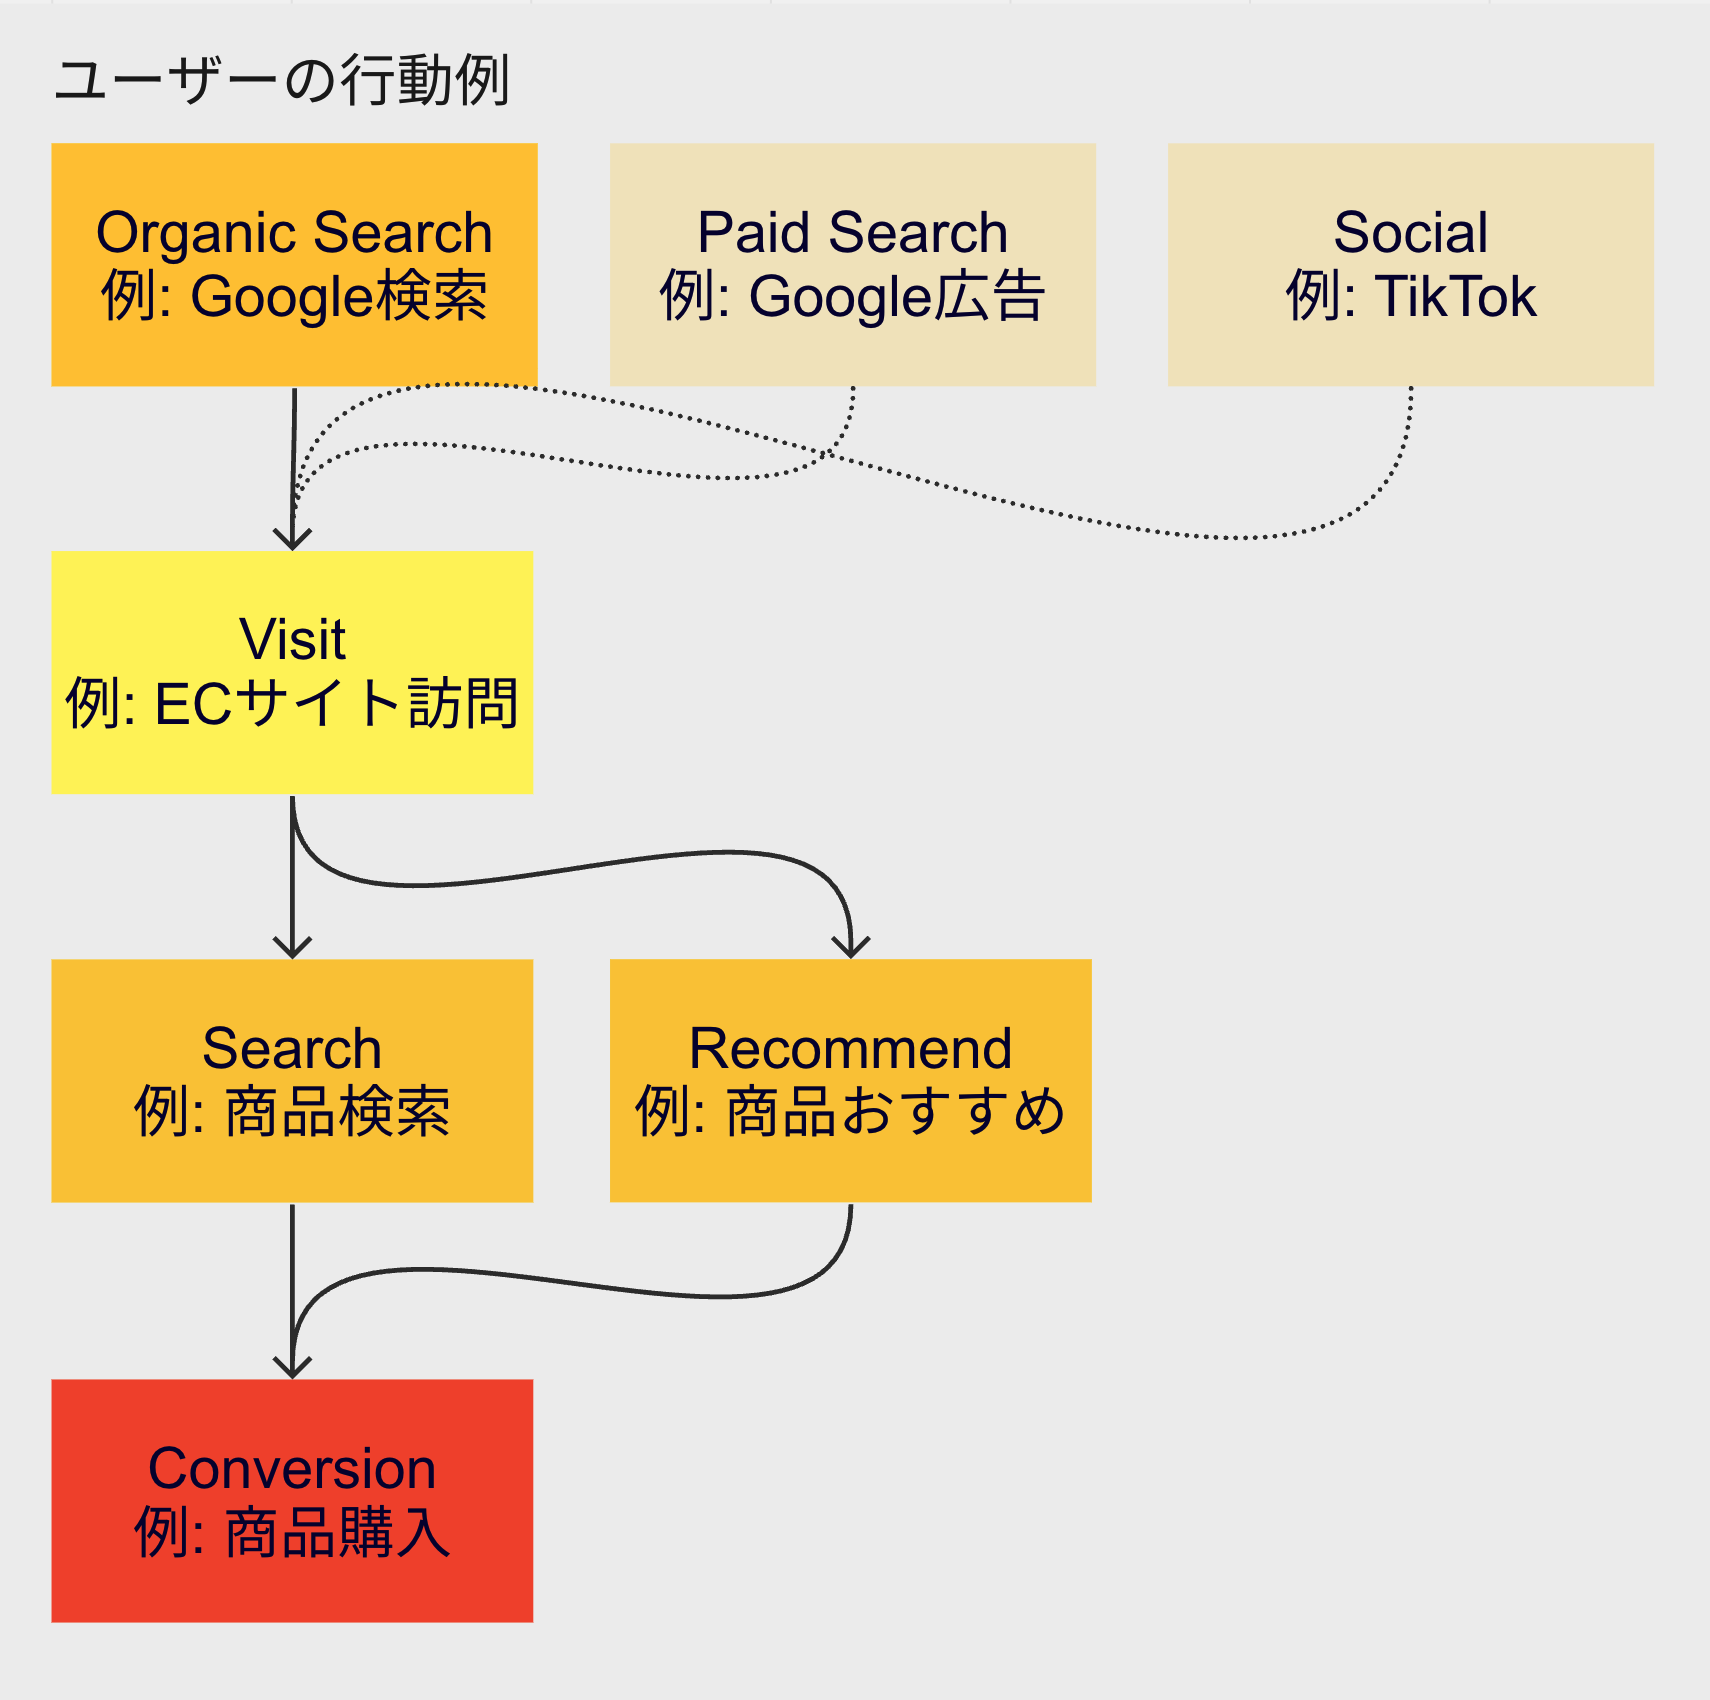 ユーザーの行動例
Organic Search
例: Google検索
Paid Search
例: Google広告
Social
例: TikTok
Visit
例: ECサイト訪問
Search
例: 商品検索
Recommend
例: 商品おすすめ
Conversion
例: 商品購入